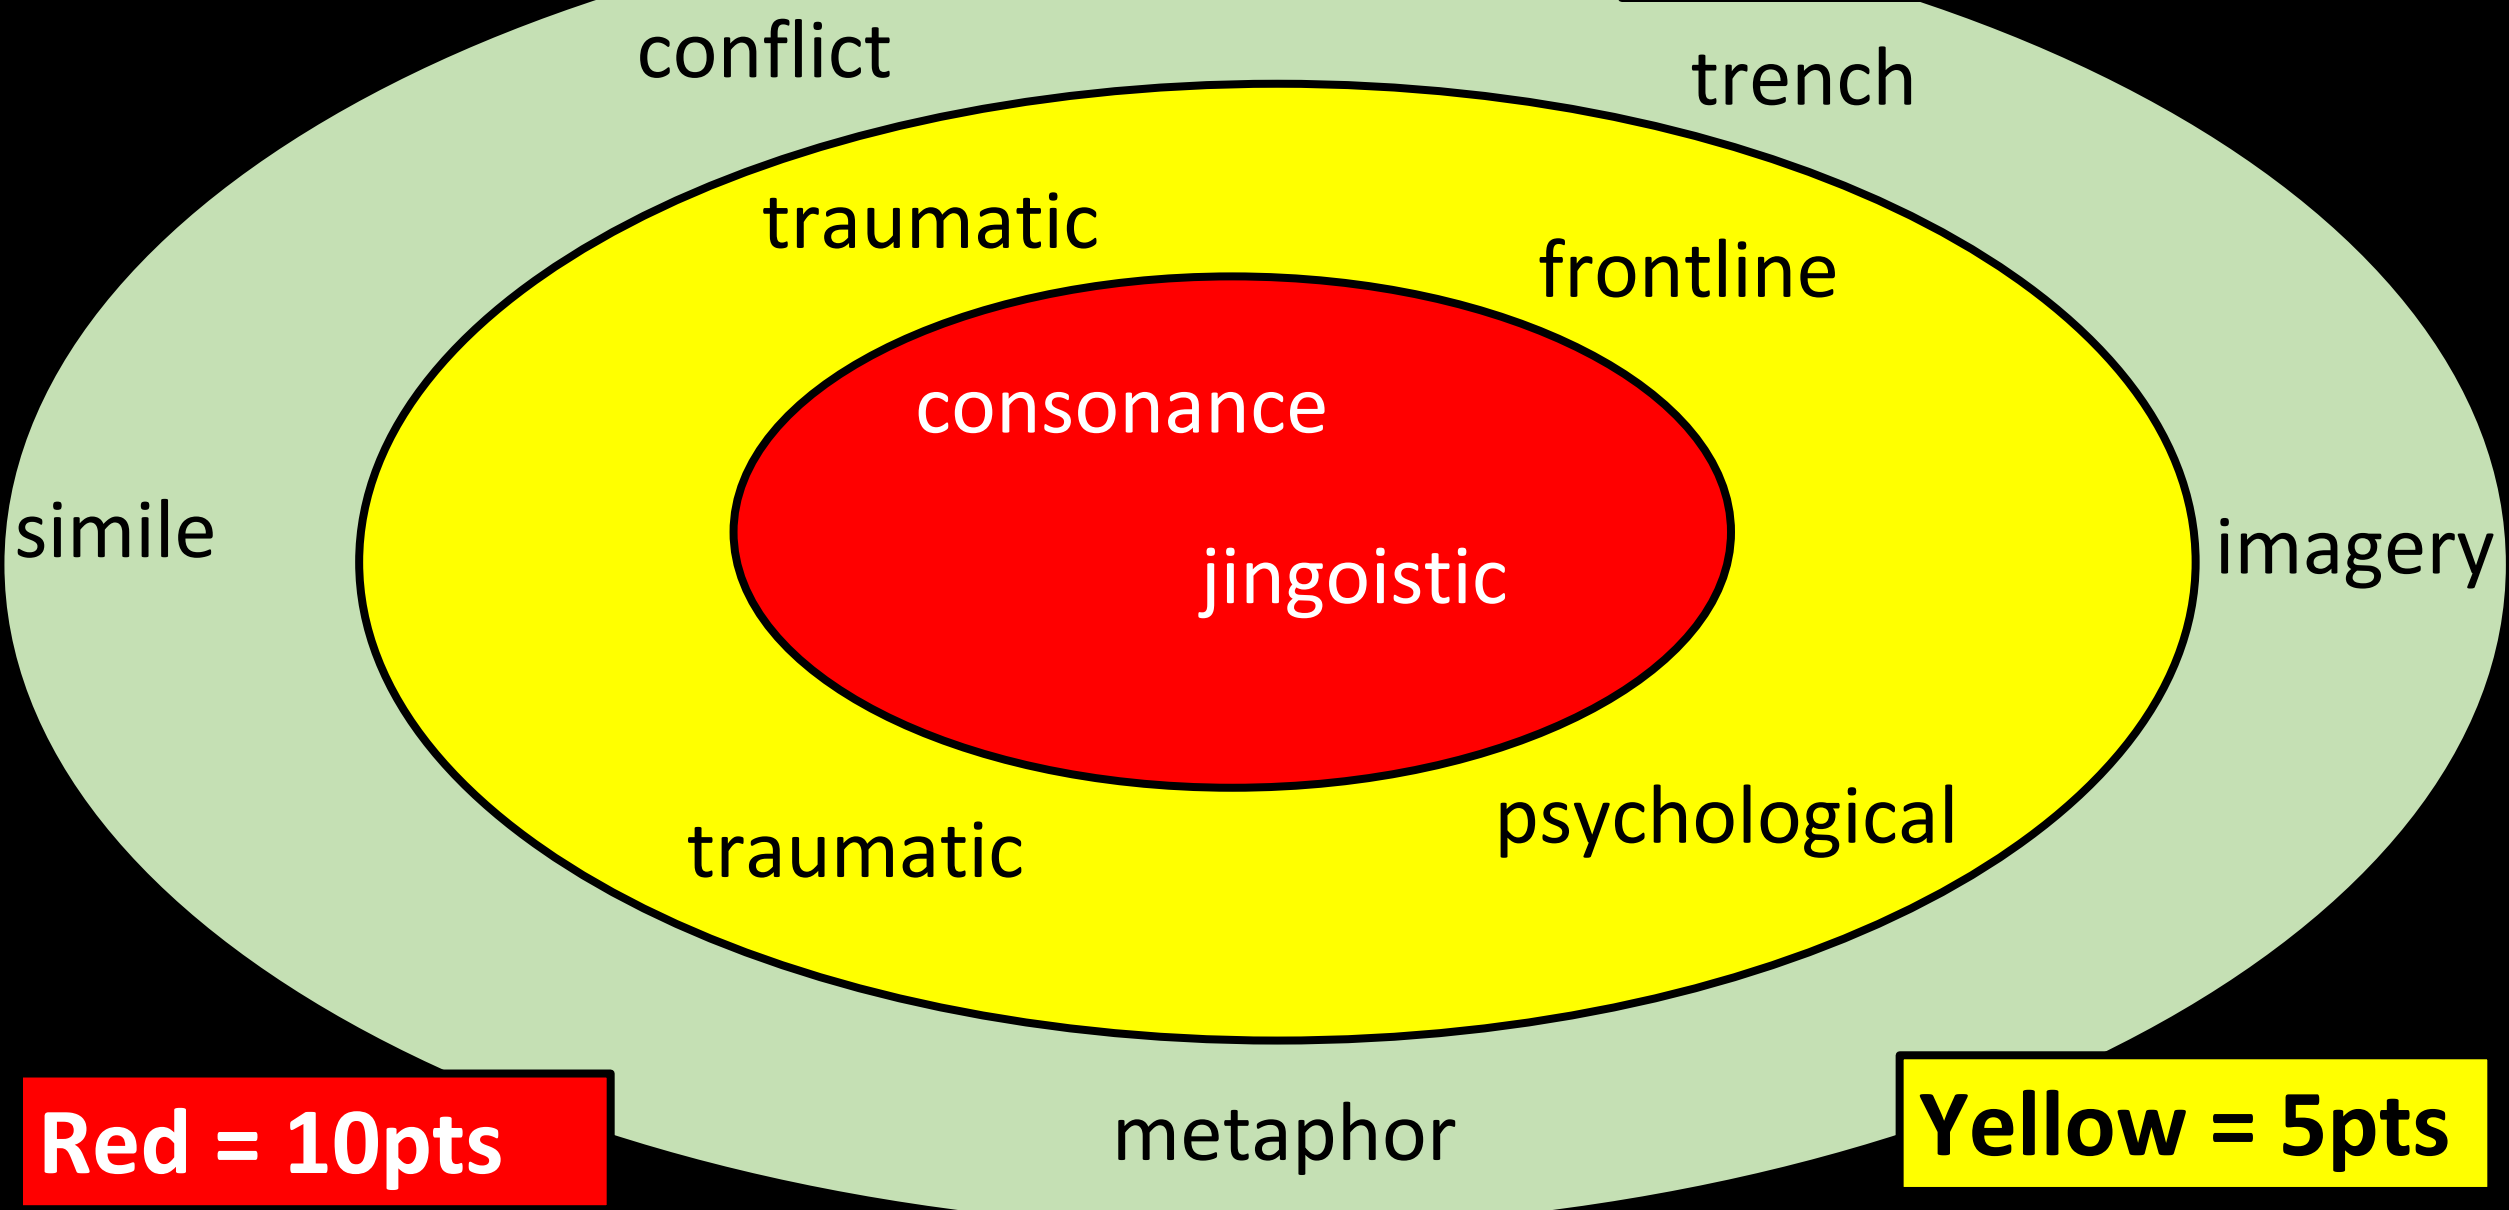 conflict
trench
traumatic
frontline
consonance
simile
imagery
jingoistic
psychological
traumatic
metaphor
Red = 10pts
Yellow = 5pts